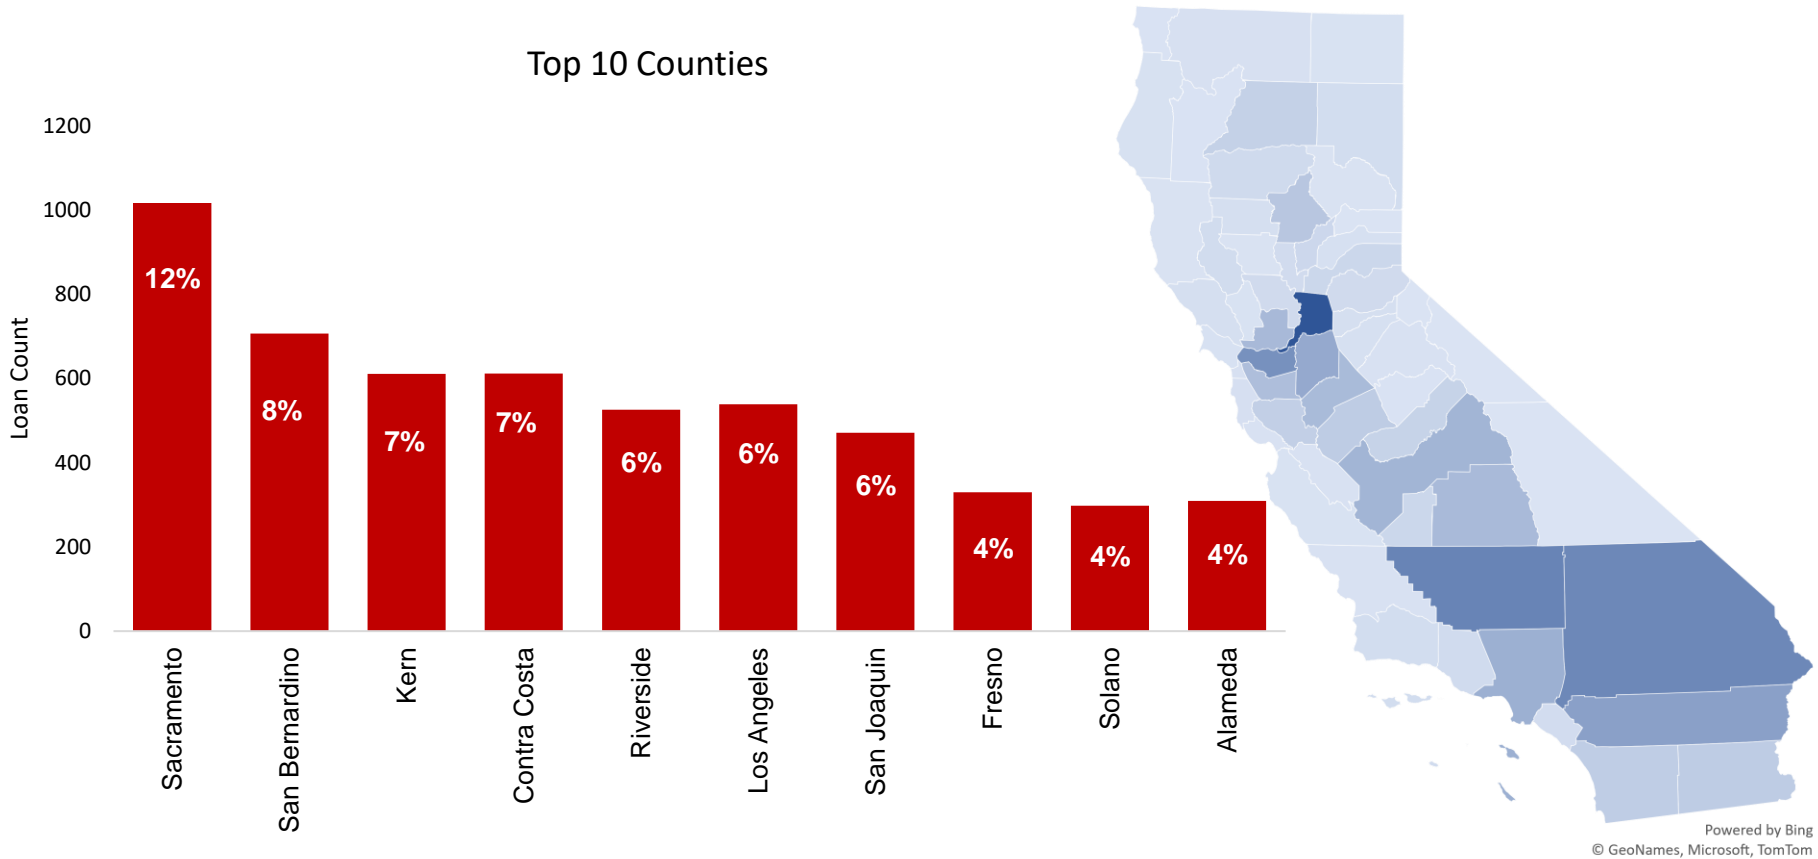 Top 10 Counties
Loan Count
1200
1000
800
600
400
200
0
12%
8%
7%
7%
6%
6%
6%
4%
4%
4%
Sacramento
San Bernardino
Kern
Contra Costa
Riverside
Los Angeles
San Joaquin
Fresno
Solano
Alameda
Powered by Bing
© GeoNames, Microsoft, TomTom